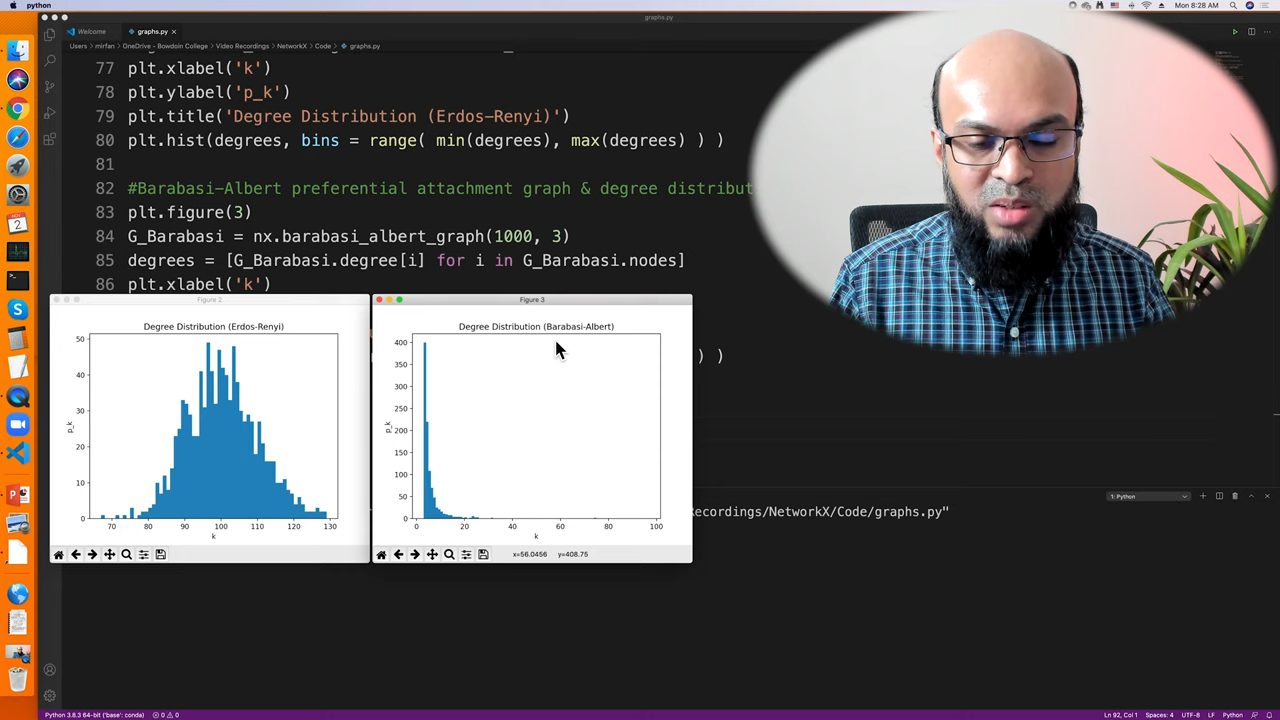 python
Mon 8:28 AM
graphs.py
Welcome
graphs.py
Users > mirfan > OneDrive - Bowdoin College > Video Recordings > NetworkX > Code > graphs.py
77 plt.xlabel('k')
78 plt.ylabel('p_k')
79 plt.title('Degree Distribution (Erdos-Renyi)')
80 plt.hist(degrees, bins = range( min(degrees), max(degrees) ) )
81
82 #Barabasi-Albert preferential attachment graph & degree distribut
83 plt.figure(3)
84 G_Barabasi = nx.barabasi_albert_graph(1000, 3)
85 degrees = [G_Barabasi.degree[i] for i in G_Barabasi.nodes]
86 plt.xlabel('k')
) )
Figure 2
Degree Distribution (Erdos-Renyi)
50
40
30
20
10
0
p_k
70 80 90 100 110 120 130
k
Figure 3
Degree Distribution (Barabasi-Albert)
400
350
300
250
200
150
100
50
0
p_k
0 20 40 60 80 100
k
x=56.0456 y=408.75
1: Python
ecordings/NetworkX/Code/graphs.py"
Python 3.8.3 64-bit ('base': conda) 0 0
Ln 92, Col 1 Spaces: 4 UTF-8 LF Python